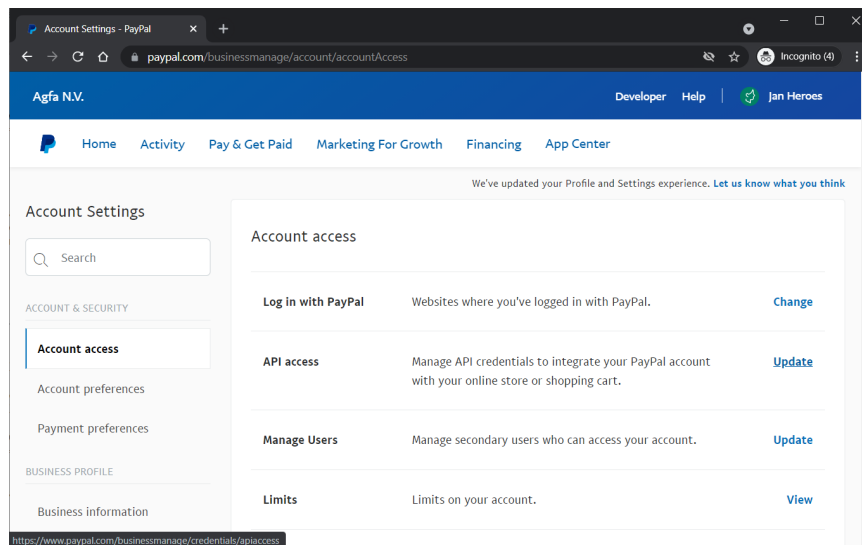 Account Settings - PayPal
paypal.com/businessmanage/account/accountAccess
Incognito (4)
Agfa N.V.
Developer Help Jan Heroes
Home Activity Pay & Get Paid Marketing For Growth Financing App Center
We've updated your Profile and Settings experience. Let us know what you think
Account Settings
Search
ACCOUNT & SECURITY
Account access
Account preferences
Payment preferences
BUSINESS PROFILE
Business information
Account access
Log in with PayPal Websites where you've logged in with PayPal. Change
API access Manage API credentials to integrate your PayPal account Update
with your online store or shopping cart.
Manage Users Manage secondary users who can access your account. Update
Limits Limits on your account. View
https://www.paypal.com/businessmanage/credentials/apiaccess